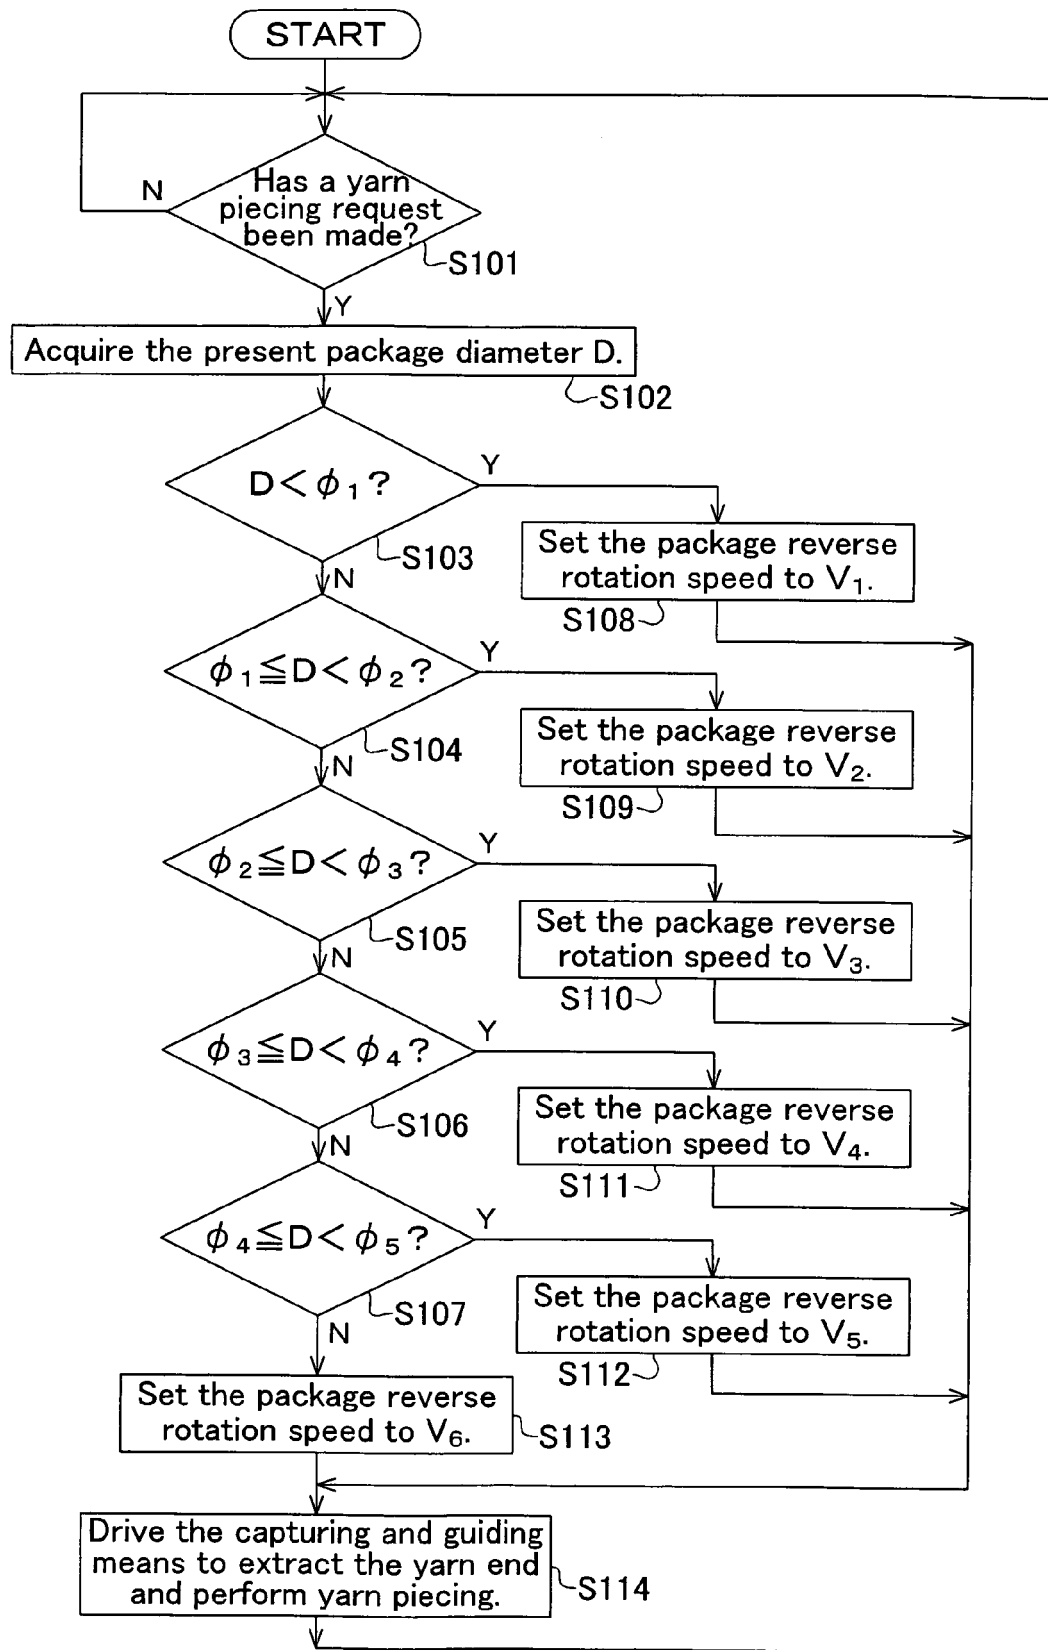 START
N
Has a yarn
piecing request
been made?
S101
Y
Acquire the present package diameter D.
S102
D<ϕ₁?
Y
S103
N
Set the package reverse
rotation speed to V₁.
S108
ϕ₁≦D<ϕ₂?
Y
S104
N
Set the package reverse
rotation speed to V₂.
S109
ϕ₂≦D<ϕ₃?
Y
S105
N
Set the package reverse
rotation speed to V₃.
S110
ϕ₃≦D<ϕ₄?
Y
S106
N
Set the package reverse
rotation speed to V₄.
S111
ϕ₄≦D<ϕ₅?
Y
S107
N
Set the package reverse
rotation speed to V₅.
S112
Set the package reverse
rotation speed to V₆.
S113
Drive the capturing and guiding
means to extract the yarn end
and perform yarn piecing.
S114